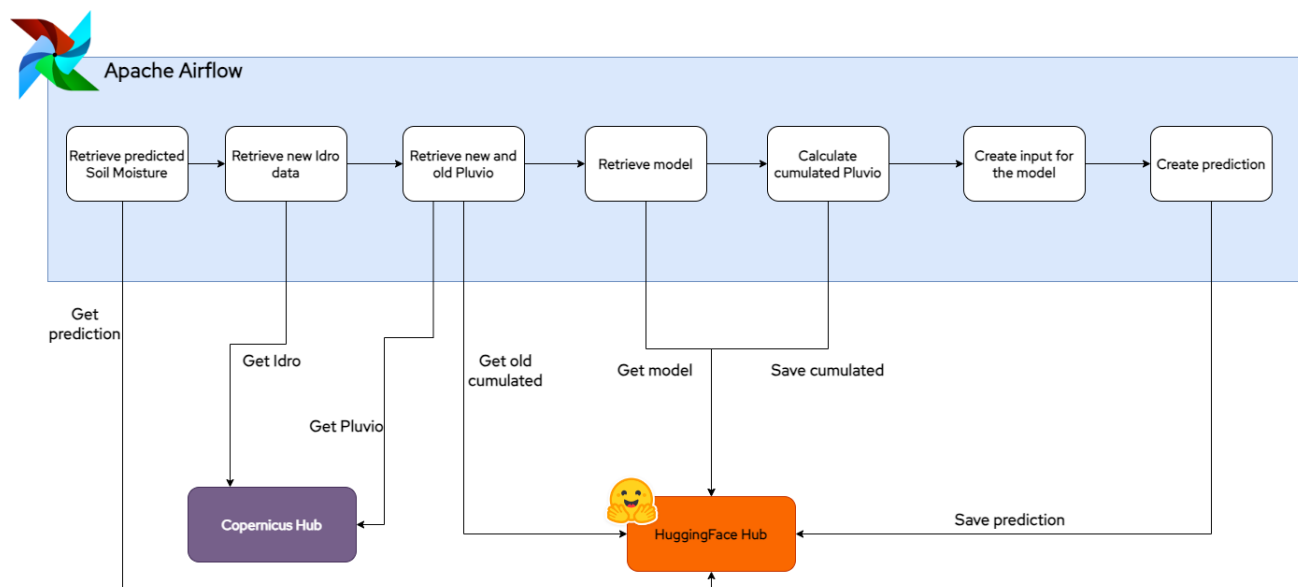 Apache Airflow
Retrieve predicted
Soil Moisture
Retrieve new Idro
data
Retrieve new and
old Pluvio
Retrieve model
Calculate
cumulated Pluvio
Create input for
the model
Create prediction
Get
prediction
Get Idro
Get Pluvio
Get old
cumulated
Get model
Save cumulated
Save prediction
Copernicus Hub
HuggingFace Hub